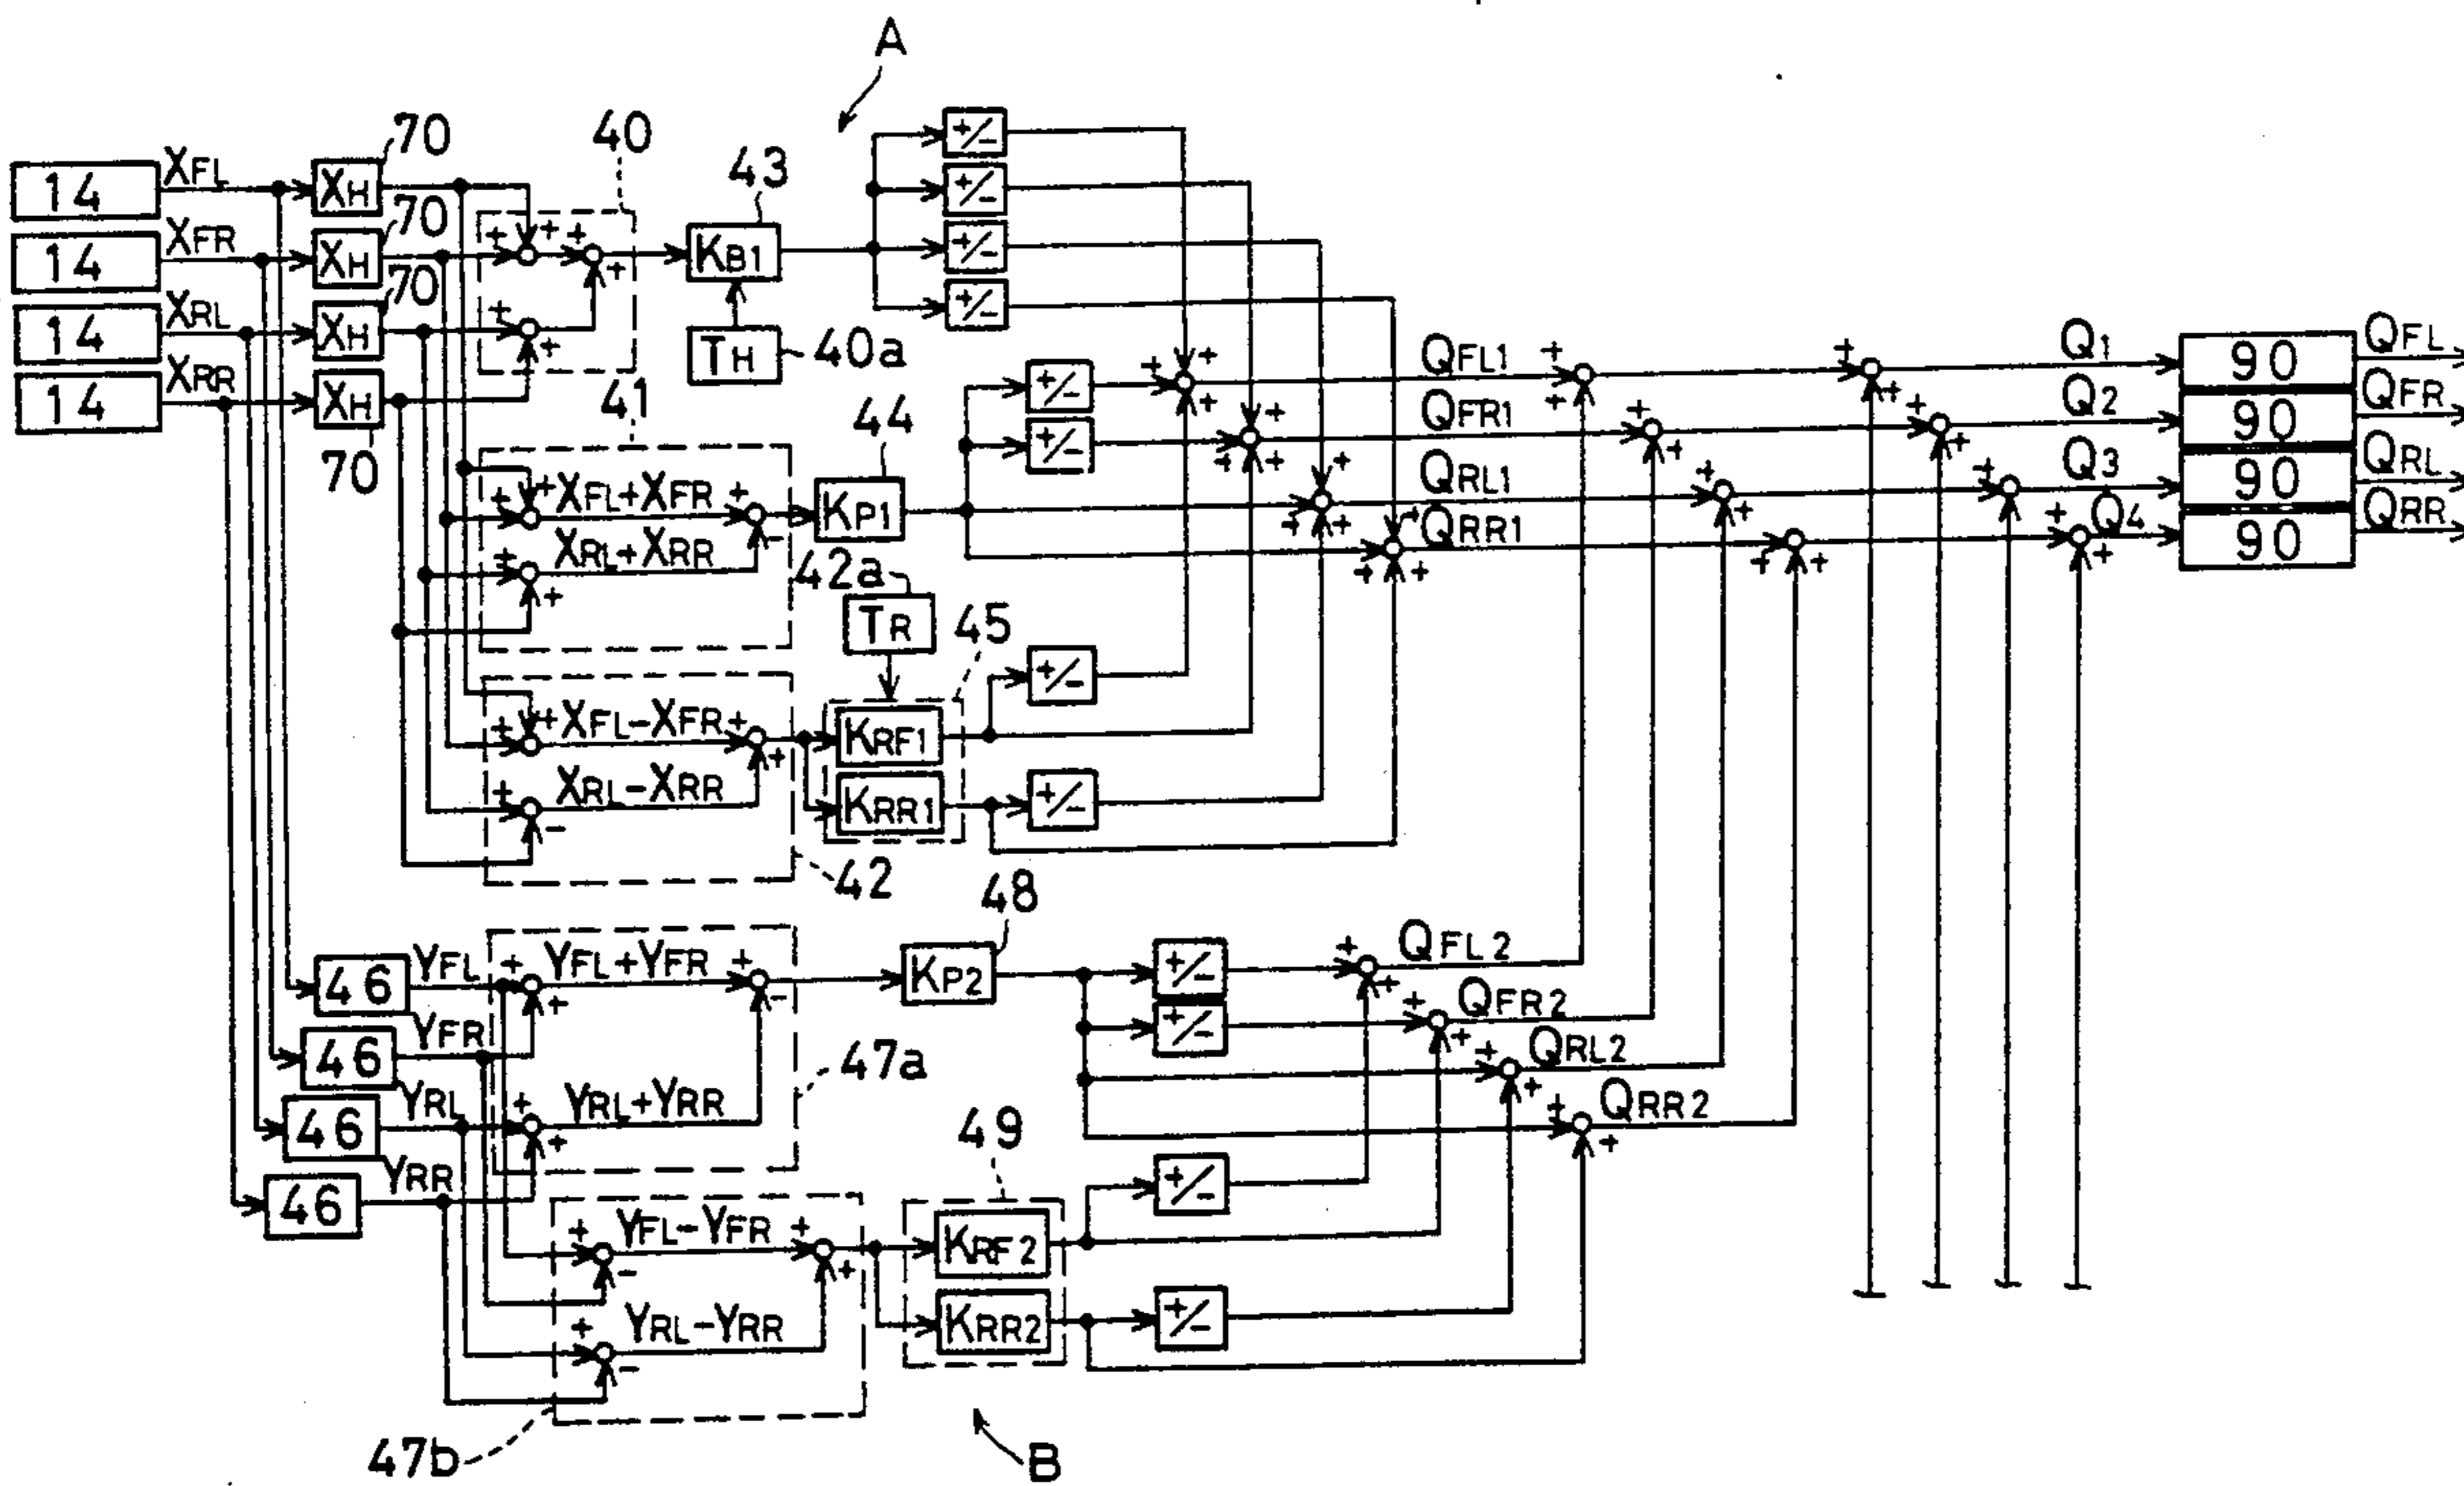 A
14 XFL XH 70
14 XFR XH 70
14 XRL XH 70
14 XRR XH 70
40
+ + +
+
+
+
43
KB1
TH 40a
+/-
+/-
+/-
+/-
41
+ + XFL+XFR +
+ XRL+XRR -
+
44
KP1
+/-
+/-
42a
TR
45
+ + XFL-XFR +
+ XRL-XRR +
-
KRF1
KRR1
+/-
+/-
42
+ + +
+ + +
+ + +
+ + +
QFL1
QFR1
QRL1
QRR1
+ +
+ +
+ +
+ +
+ + Q1 90 QFL
+ + Q2 90 QFR
+ Q3 90 QRL
+ + Q4 90 QRR
46 YFL
46 YFR
46 YRL
46 YRR
+ YFL+YFR +
+ -
+ YRL+YRR
+
47a
48
KP2
+/-
+/-
+ + QFL2
+ + QFR2
+ + QRL2
+ + QRR2
49
+ YFL-YFR +
- +
+ YRL-YRR
-
KRF2
KRR2
+/-
+/-
47b
B